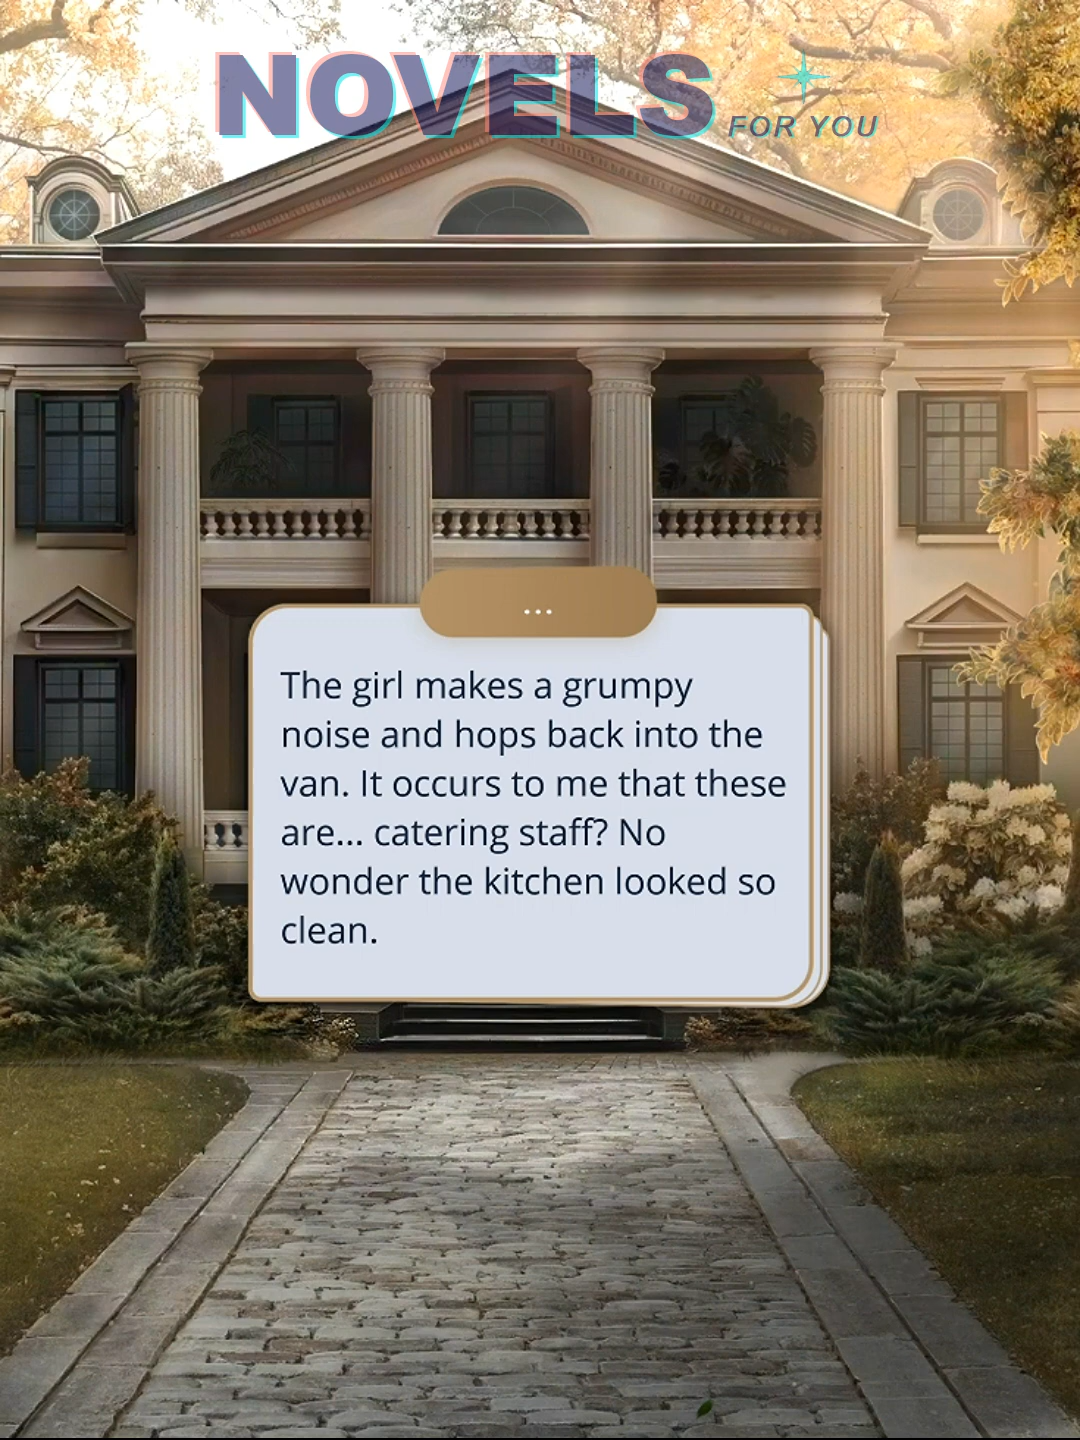 NOVELS
FOR YOU
...
The girl makes a grumpy
noise and hops back into the
van. It occurs to me that these
are... catering staff? No
wonder the kitchen looked so
clean.